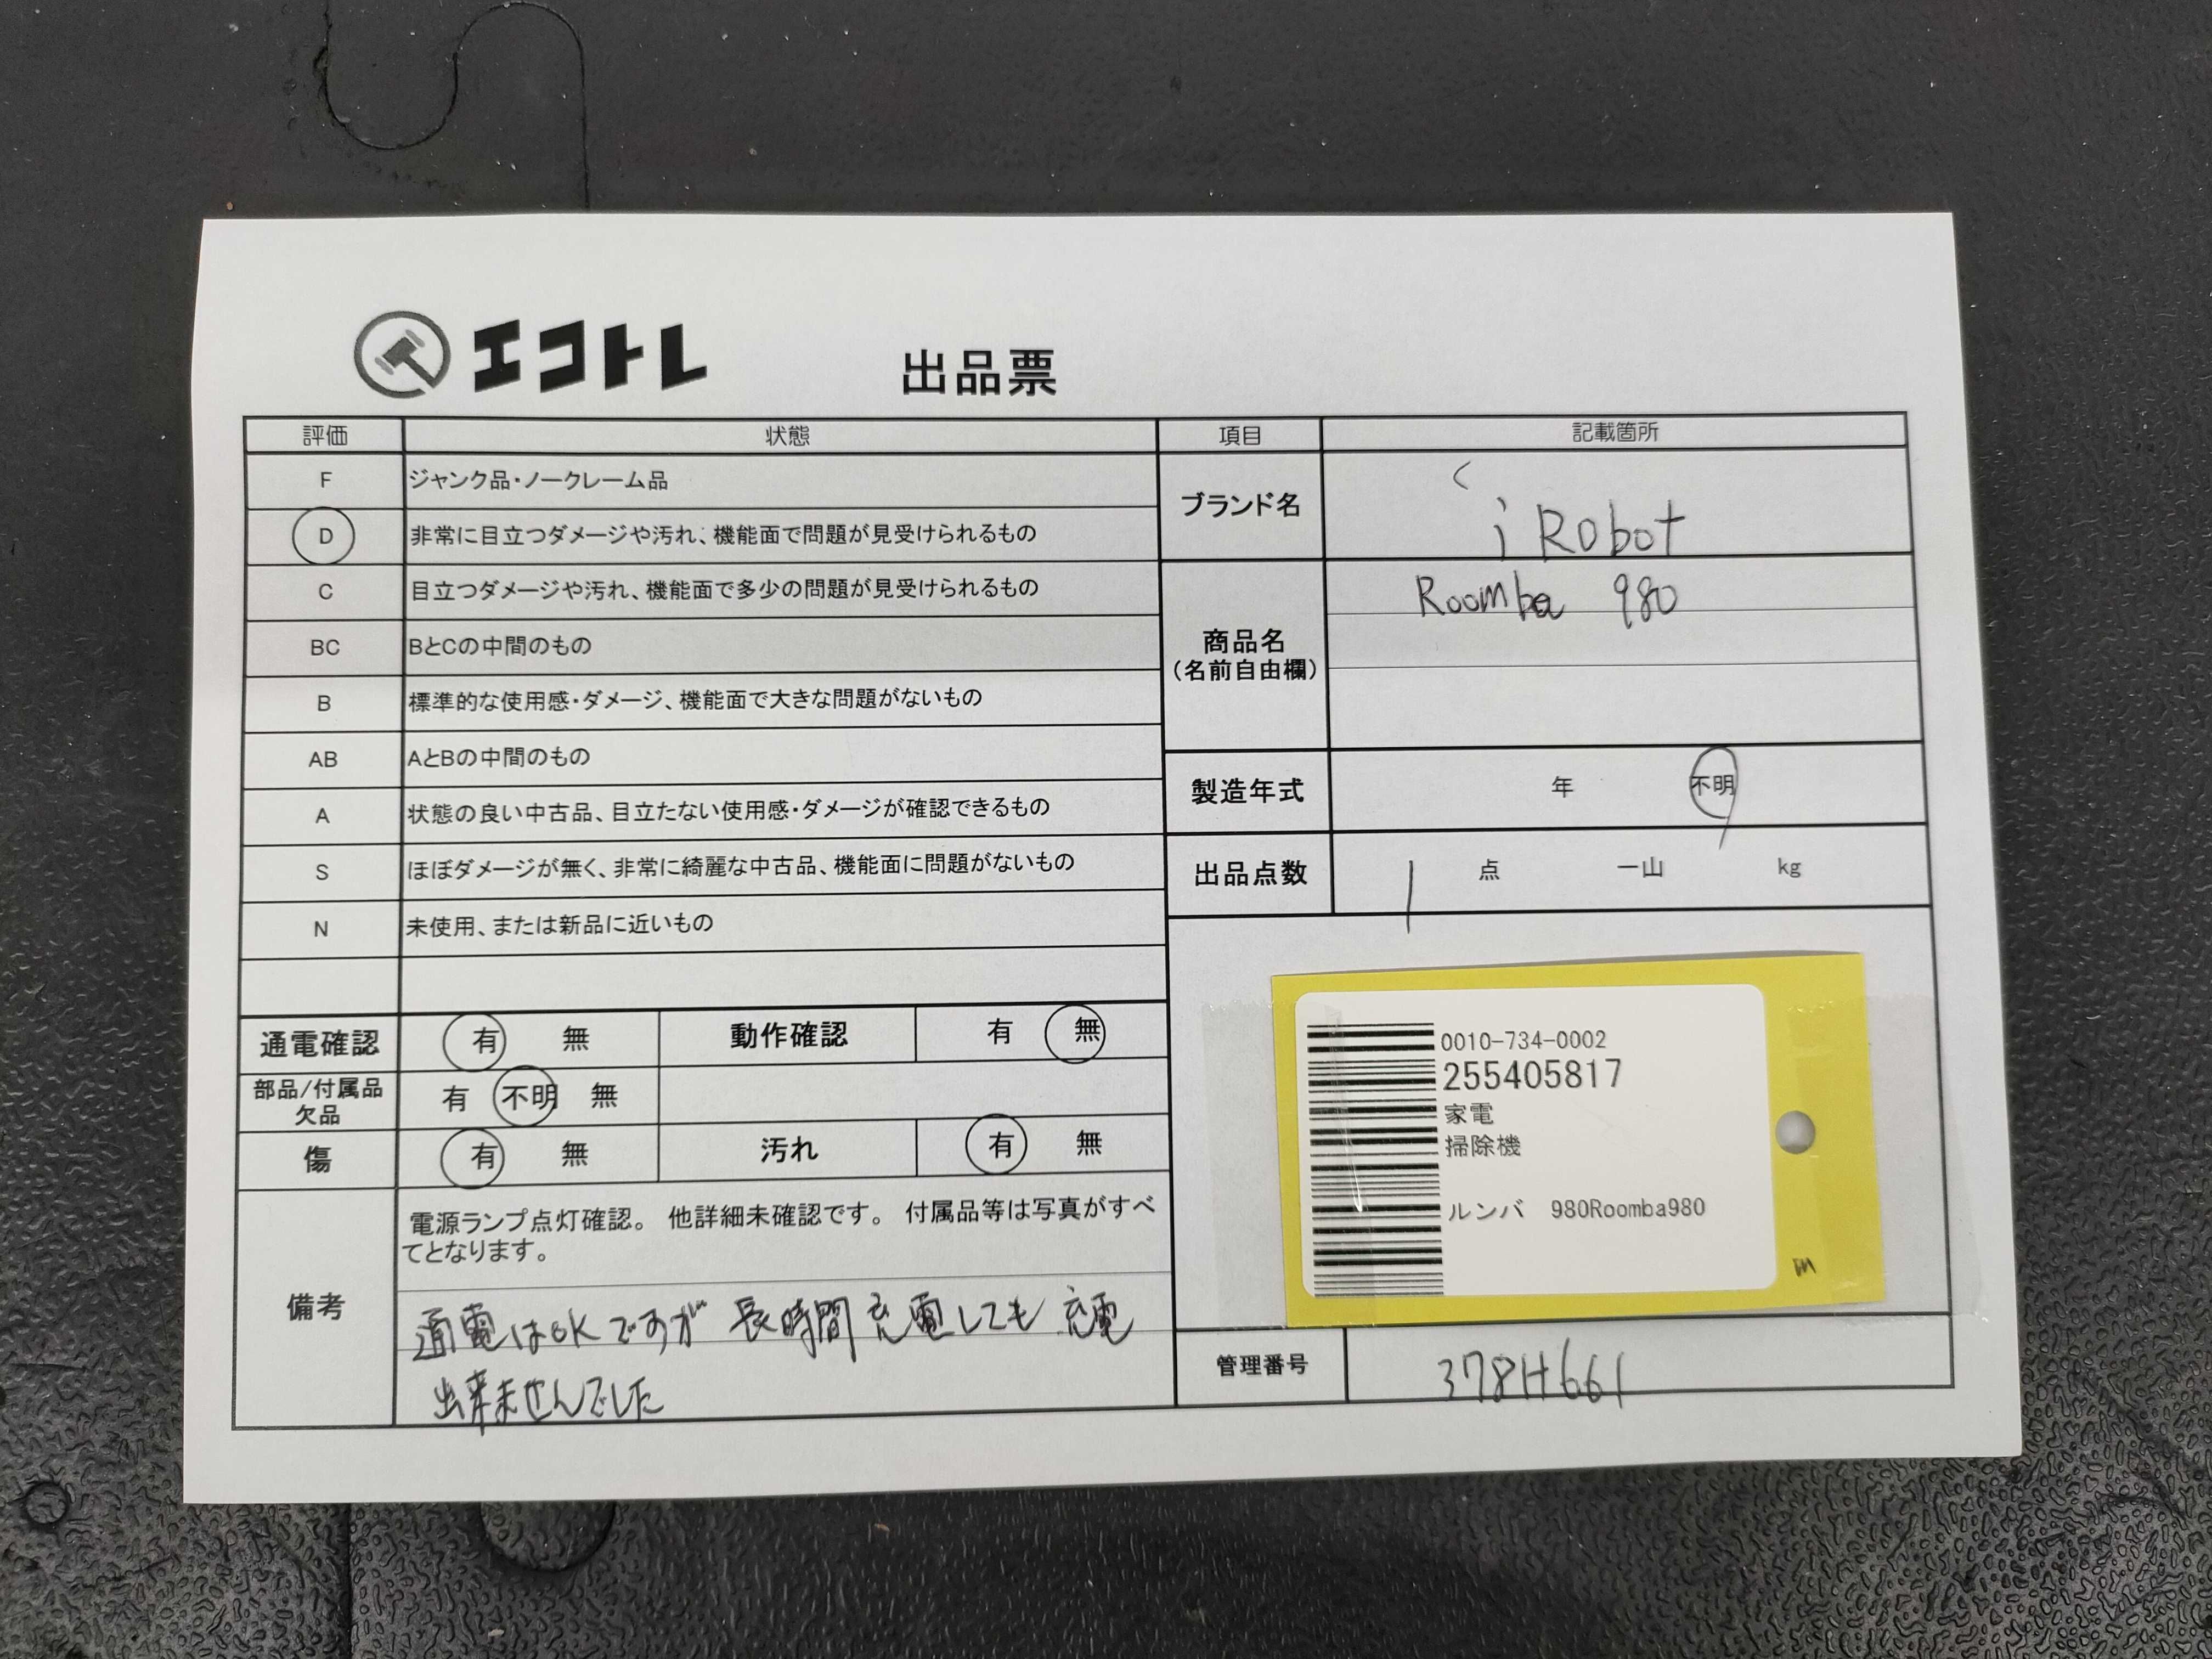 エコトレ
出品票
評価 状態
F ジャンク品・ノークレーム品
D 非常に目立つダメージや汚れ、機能面で問題が見受けられるもの
C 目立つダメージや汚れ、機能面で多少の問題が見受けられるもの
BC BとCの中間のもの
B 標準的な使用感・ダメージ、機能面で大きな問題がないもの
AB AとBの中間のもの
A 状態の良い中古品、目立たない使用感・ダメージが確認できるもの
S ほぼダメージが無く、非常に綺麗な中古品、機能面に問題がないもの
N 未使用、または新品に近いもの
通電確認 有 無 動作確認 有 無
部品/付属品
欠品 有 不明 無
傷 有 無 汚れ 有 無
備考
電源ランプ点灯確認。 他詳細未確認です。 付属品等は写真がすべ
てとなります。
通電はOKですが 長時間充電しても 充電
出来ませんでした
項目 記載箇所
ブランド名 iRobot
商品名
(名前自由欄)
Roomba 980
製造年式 年 不明
出品点数 1 点 一山 kg
0010-734-0002
255405817
家電
掃除機
ルンバ 980Roomba980
管理番号 378H661